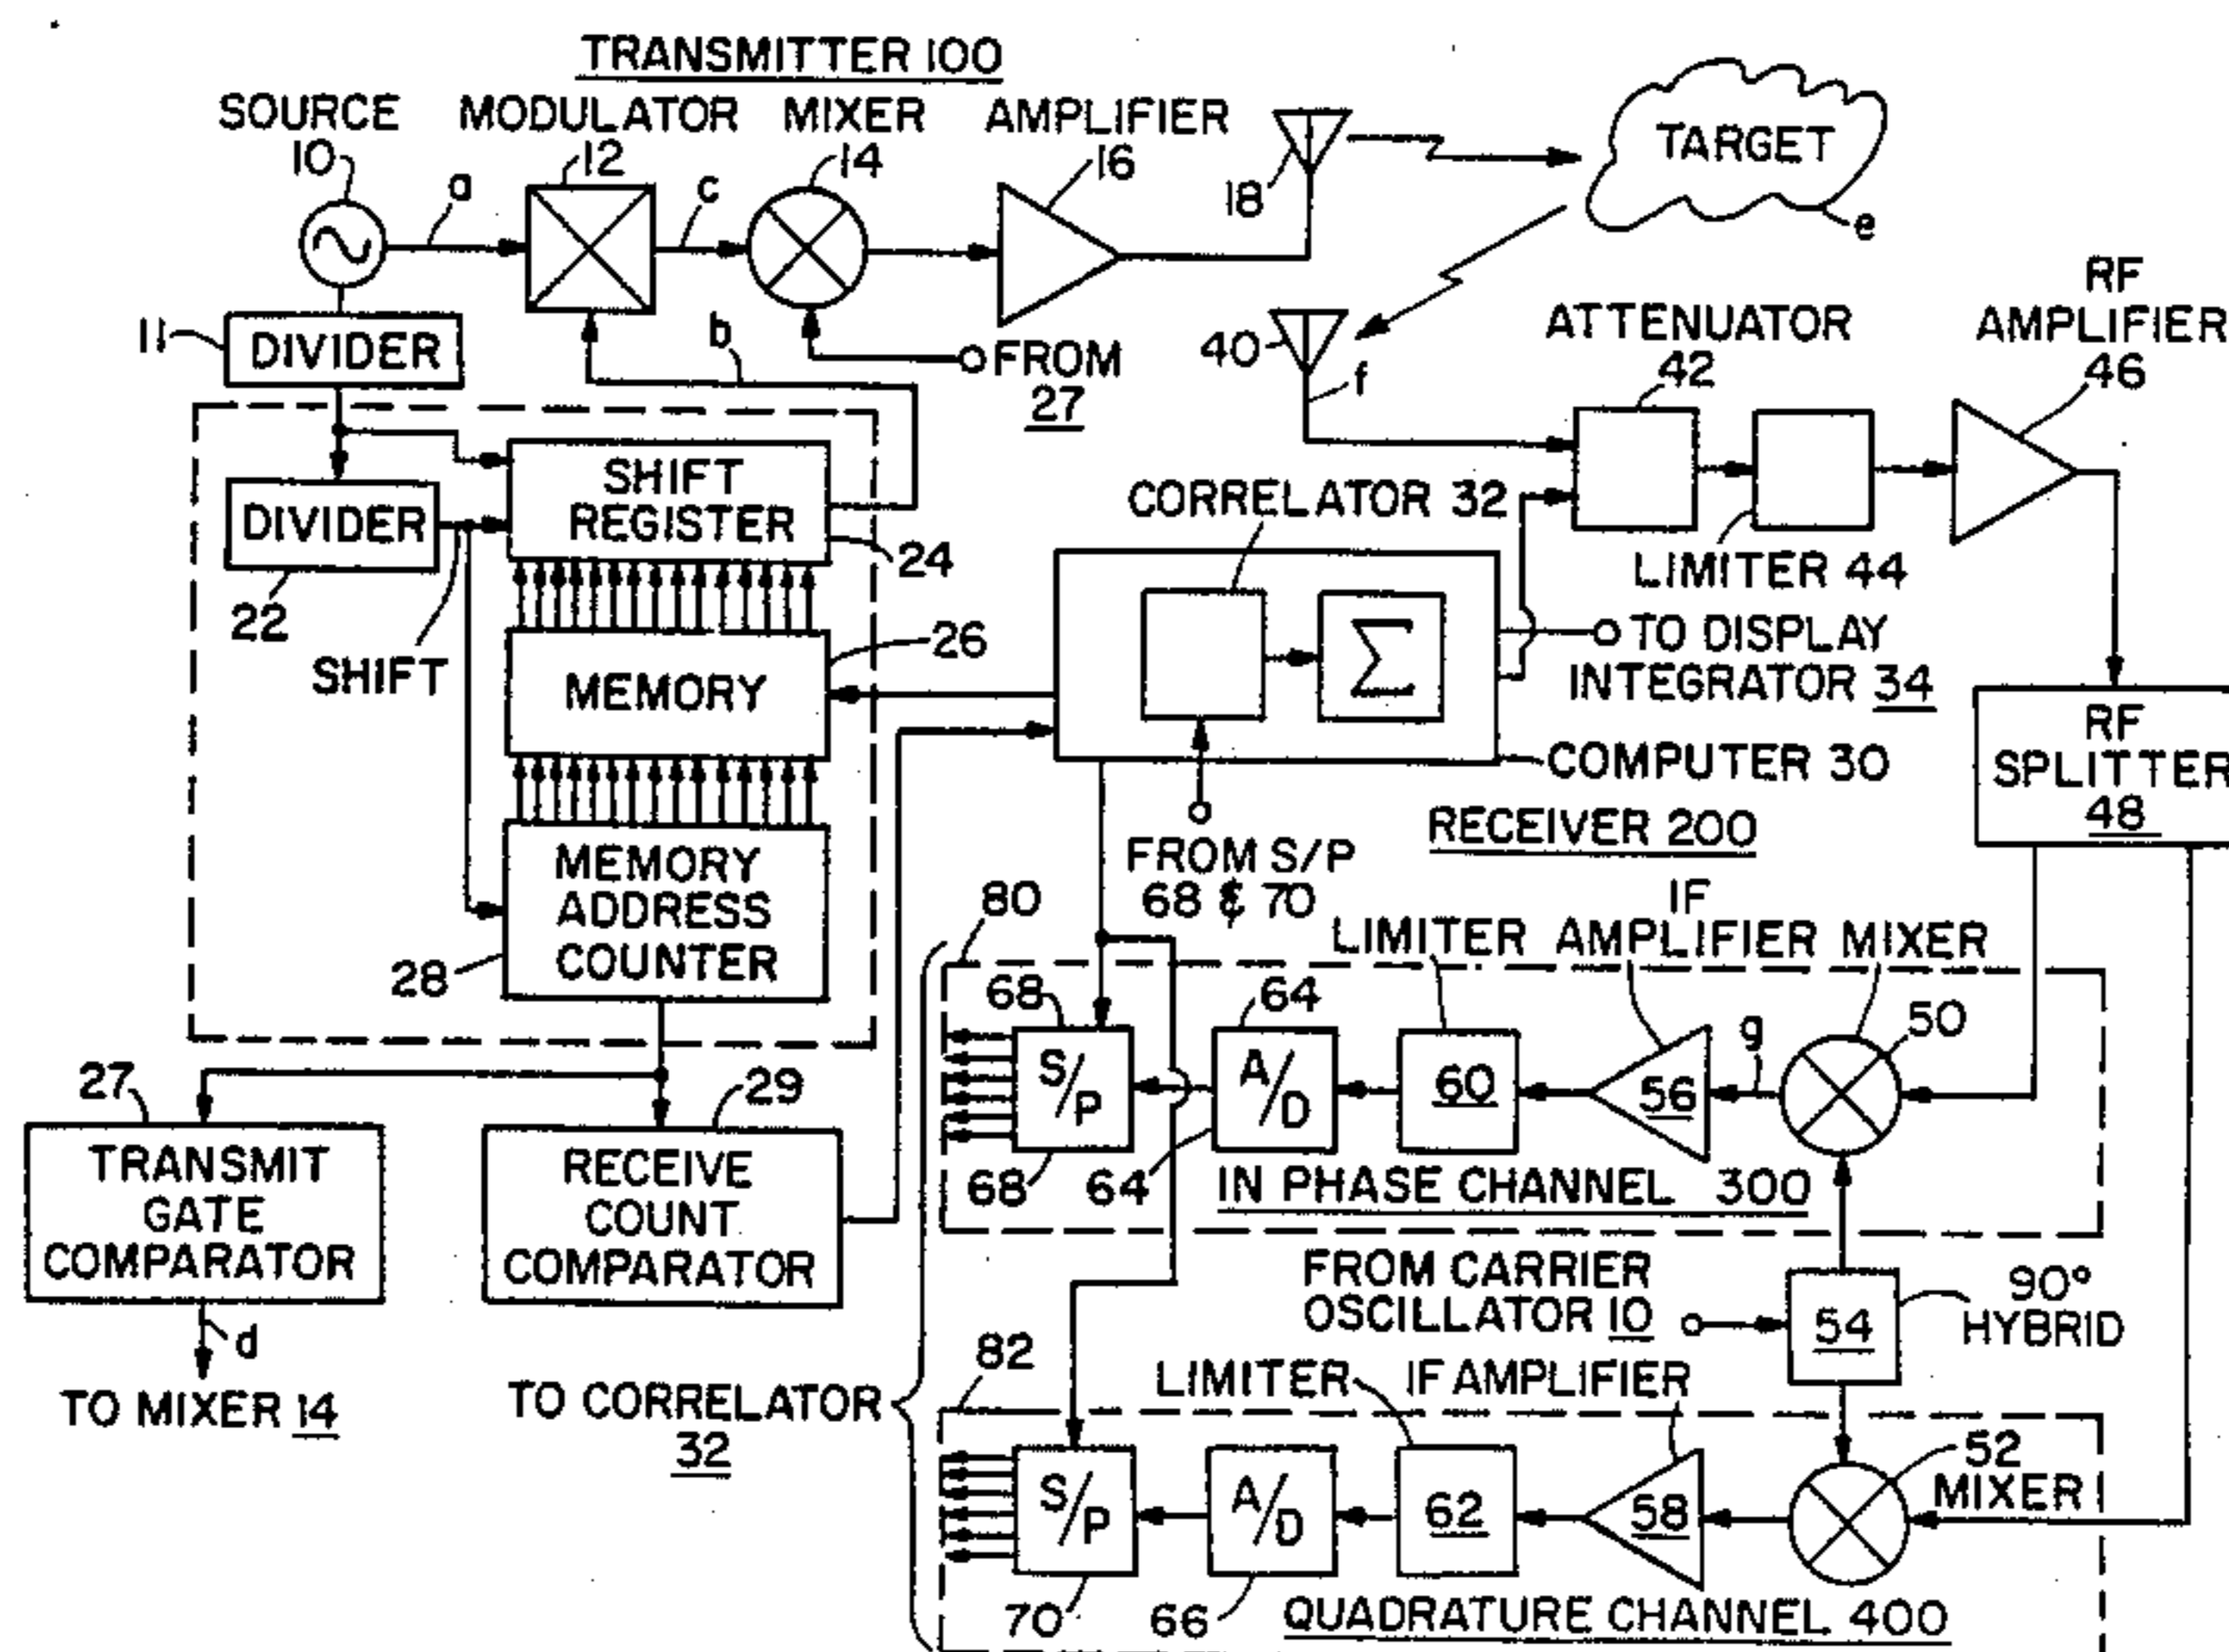 TRANSMITTER 100
SOURCE
10
MODULATOR
12
MIXER
14
AMPLIFIER
16
18
TARGET
a
c
e
11
DIVIDER
b
FROM
27
40
f
ATTENUATOR
42
RF
AMPLIFIER
46
SHIFT
REGISTER
24
DIVIDER
22
SHIFT
CORRELATOR 32
LIMITER 44
26
MEMORY
Σ
TO DISPLAY
INTEGRATOR 34
COMPUTER 30
RF
SPLITTER
48
MEMORY
ADDRESS
COUNTER
28
FROM S/P
68 & 70
RECEIVER 200
80
LIMITER
IF
AMPLIFIER
MIXER
68
64
50
S/P
A/D
60
56
g
68
64
IN PHASE CHANNEL 300
27
TRANSMIT
GATE
COMPARATOR
29
RECEIVE
COUNT
COMPARATOR
d
TO MIXER 14
FROM CARRIER
OSCILLATOR 10
54
90°
HYBRID
82
TO CORRELATOR
32
LIMITER
IF AMPLIFIER
52
MIXER
S/P
A/D
62
58
70
66
QUADRATURE CHANNEL 400